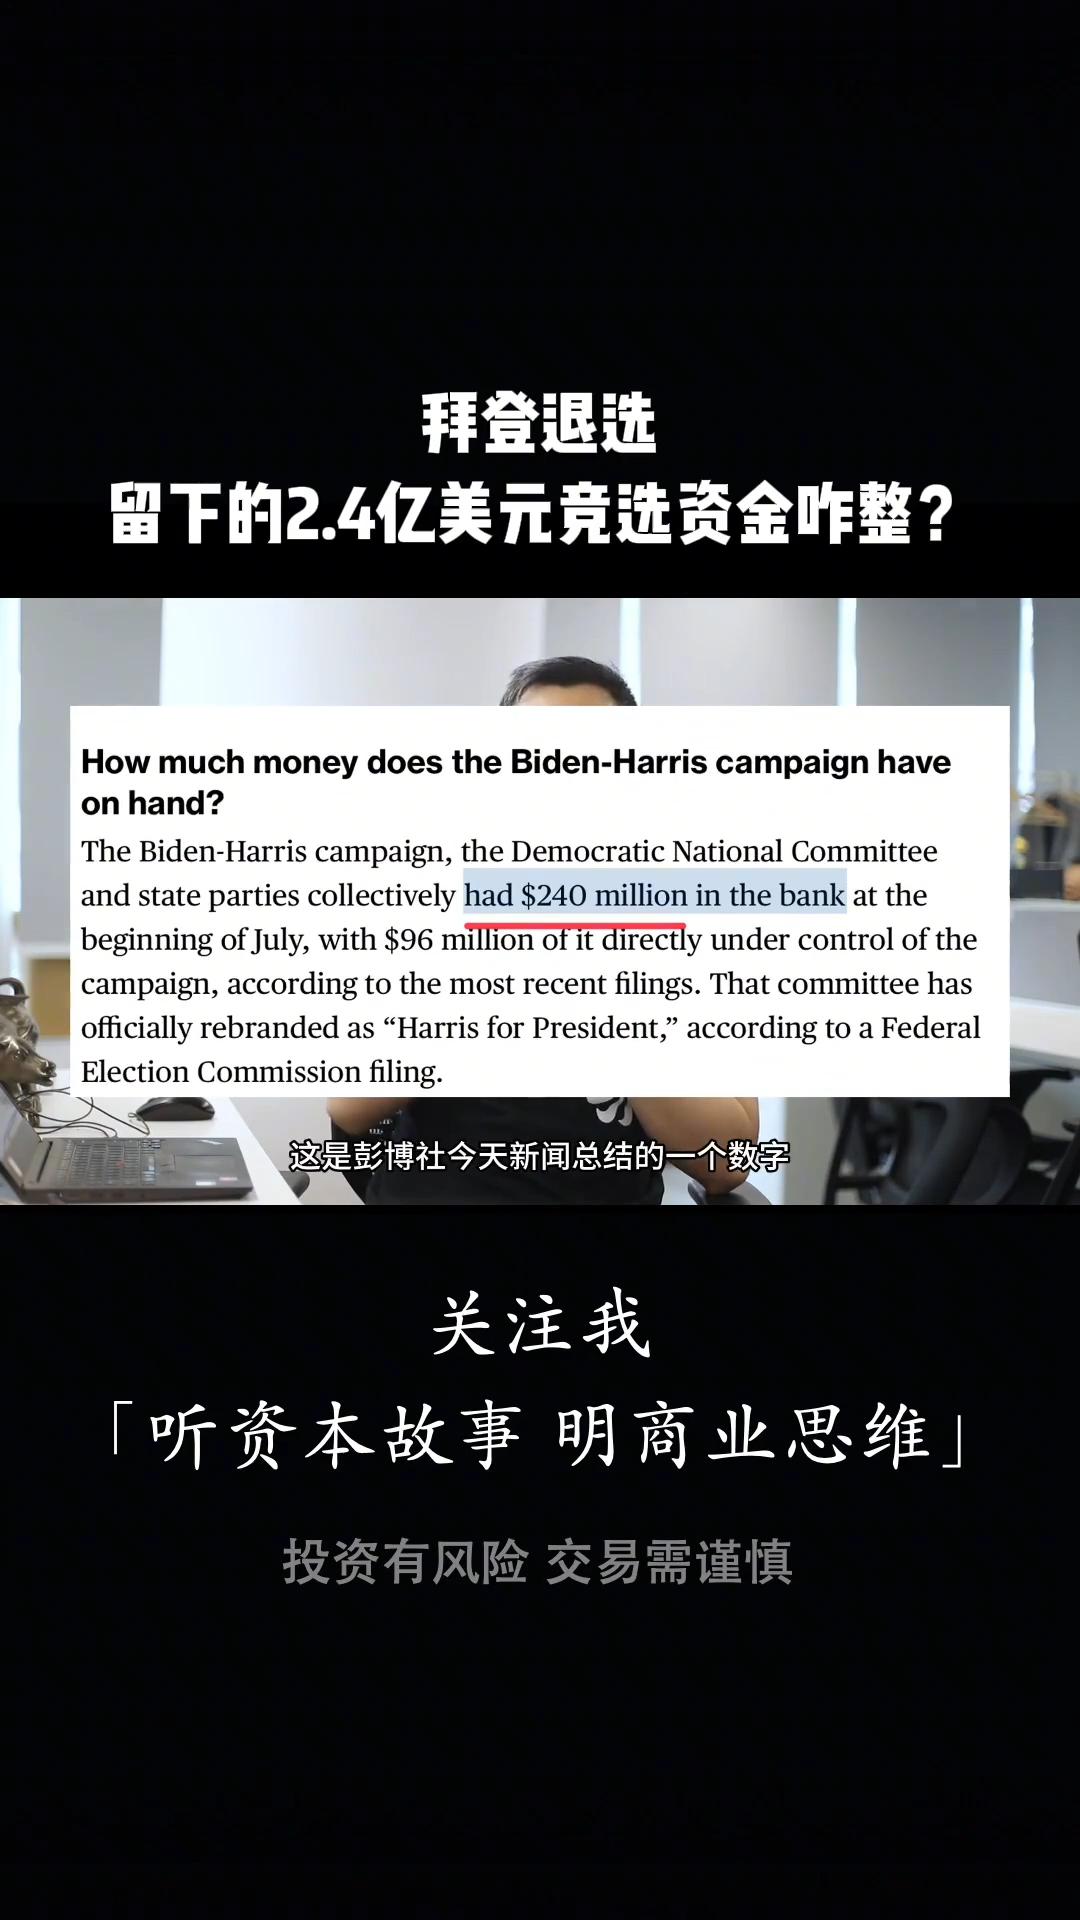 拜登退选
留下的2.4亿美元竞选资金咋整？
How much money does the Biden-Harris campaign have
on hand?
The Biden-Harris campaign, the Democratic National Committee
and state parties collectively had $240 million in the bank at the
beginning of July, with $96 million of it directly under control of the
campaign, according to the most recent filings. That committee has
officially rebranded as “Harris for President,” according to a Federal
Election Commission filing.
这是彭博社今天新闻总结的一个数字
关注我
「听资本故事 明商业思维」
投资有风险 交易需谨慎